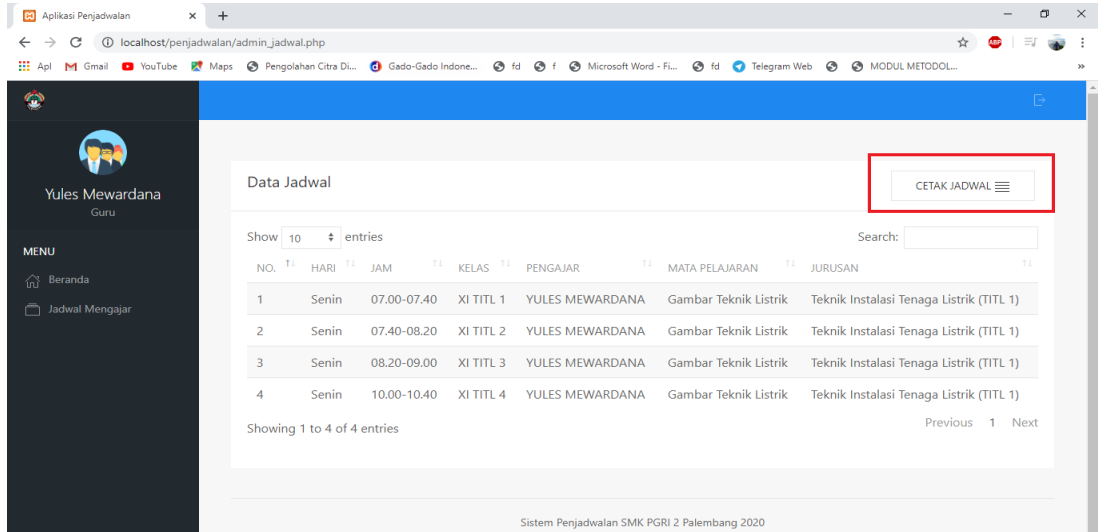 Aplikasi Penjadwalan
localhost/penjadwalan/admin_jadwal.php
ABP
Apl Gmail YouTube Maps Pengolahan Citra Di... Gado-Gado Indone... fd f Microsoft Word - Fi... fd Telegram Web MODUL METODOL... »
Yules Mewardana
Guru
MENU
Beranda
Jadwal Mengajar
Data Jadwal
CETAK JADWAL
Show 10 entries Search:
NO. HARI JAM KELAS PENGAJAR MATA PELAJARAN JURUSAN
1 Senin 07.00-07.40 XI TITL 1 YULES MEWARDANA Gambar Teknik Listrik Teknik Instalasi Tenaga Listrik (TITL 1)
2 Senin 07.40-08.20 XI TITL 2 YULES MEWARDANA Gambar Teknik Listrik Teknik Instalasi Tenaga Listrik (TITL 1)
3 Senin 08.20-09.00 XI TITL 3 YULES MEWARDANA Gambar Teknik Listrik Teknik Instalasi Tenaga Listrik (TITL 1)
4 Senin 10.00-10.40 XI TITL 4 YULES MEWARDANA Gambar Teknik Listrik Teknik Instalasi Tenaga Listrik (TITL 1)
Showing 1 to 4 of 4 entries Previous 1 Next
Sistem Penjadwalan SMK PGRI 2 Palembang 2020